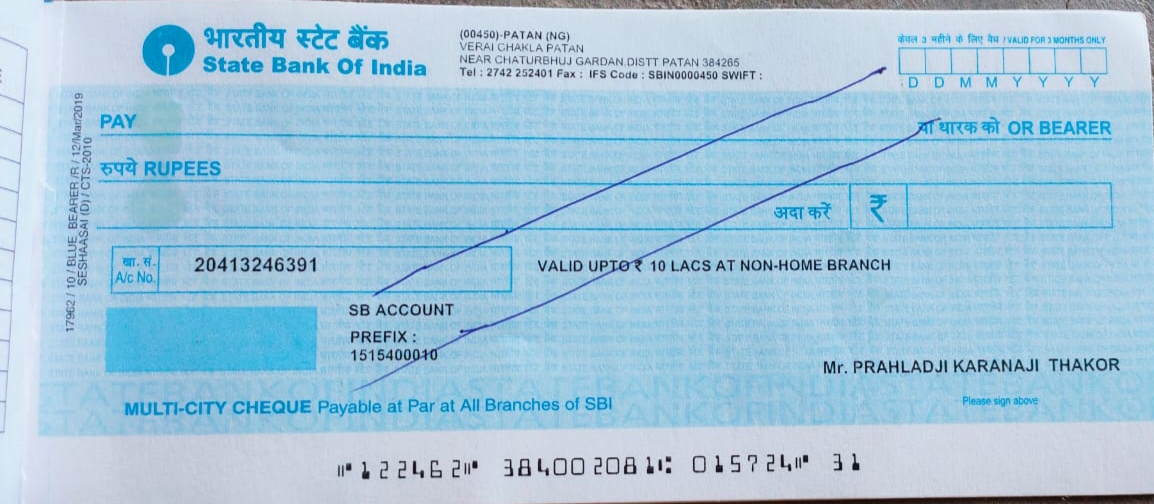 भारतीय स्टेट बैंक
State Bank Of India
(00450)-PATAN (NG)
VERAI CHAKLA PATAN
NEAR CHATURBHUJ GARDAN.DISTT PATAN 384265
Tel : 2742 252401 Fax : IFS Code : SBIN0000450 SWIFT :
केवल 3 महीने के लिए वैध / VALID FOR 3 MONTHS ONLY
D D M M Y Y Y Y
PAY
या धारक को OR BEARER
रुपये RUPEES
अदा करें ₹
खा. सं. 
A/c No.
20413246391
VALID UPTO ₹ 10 LACS AT NON-HOME BRANCH
SB ACCOUNT
PREFIX :
1515400010
Mr. PRAHLADJI KARANAJI THAKOR
Please sign above
MULTI-CITY CHEQUE Payable at Par at All Branches of SBI
⑈122462⑈ 384002081⑆ 015724⑈ 31
17962 / 10 / BLUE_BEARER /R / 12/Mar/2019
SESHAASAI (D) / CTS-2010